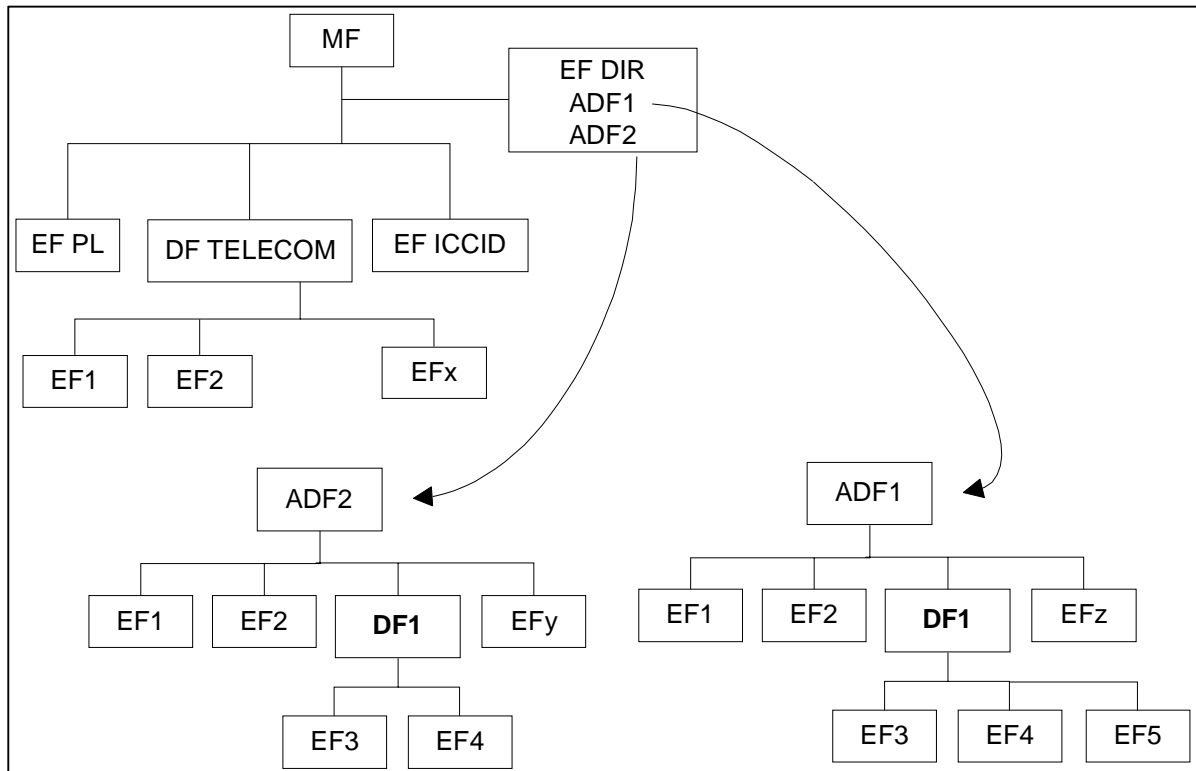 MF
EF DIR
ADF1
ADF2
EF PL
DF TELECOM
EF ICCID
EF1
EF2
EFx
ADF2
ADF1
EF1
EF2
DF1
EFy
EF1
EF2
DF1
EFz
EF3
EF4
EF3
EF4
EF5